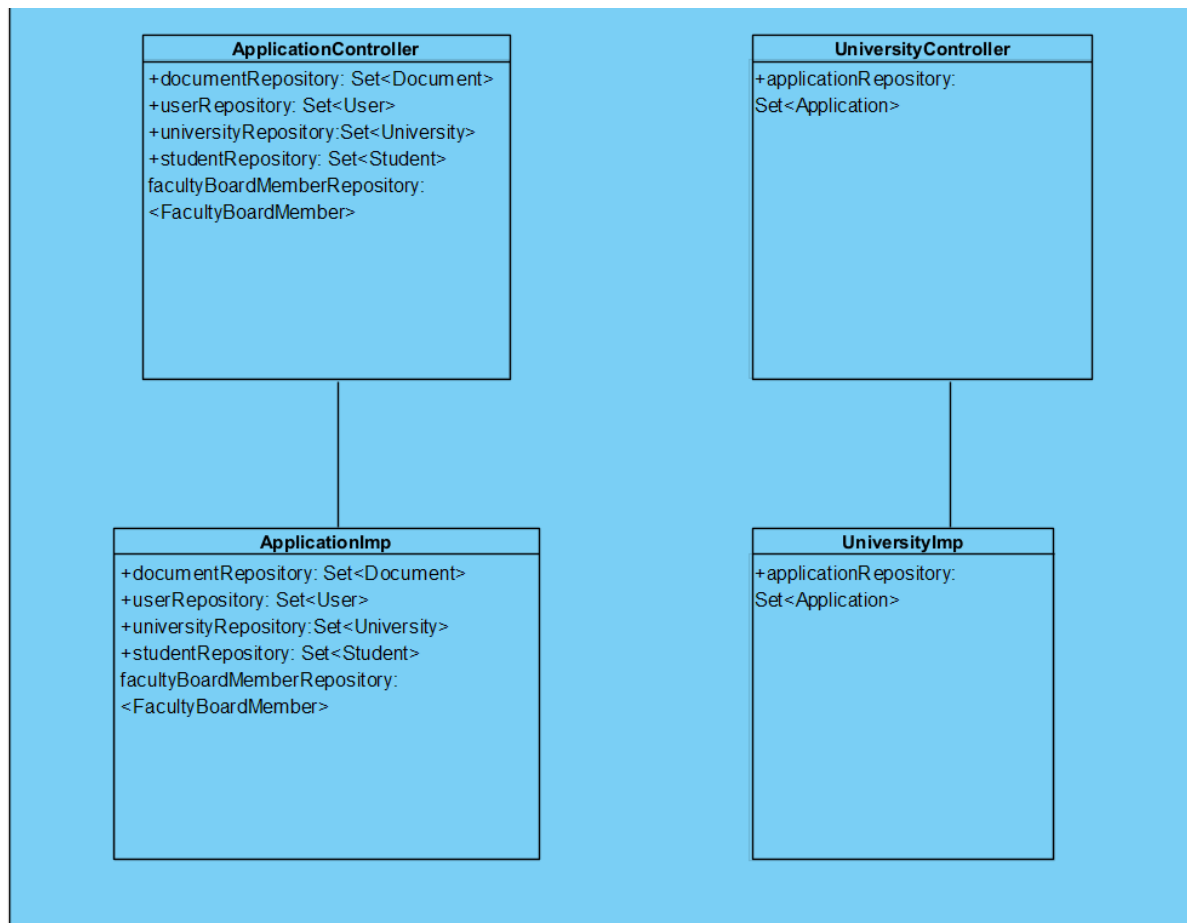 ApplicationController
+documentRepository: Set<Document>
+userRepository: Set<User>
+universityRepository:Set<University>
+studentRepository: Set<Student>
facultyBoardMemberRepository:
<FacultyBoardMember>
UniversityController
+applicationRepository:
Set<Application>
ApplicationImp
+documentRepository: Set<Document>
+userRepository: Set<User>
+universityRepository:Set<University>
+studentRepository: Set<Student>
facultyBoardMemberRepository:
<FacultyBoardMember>
UniversityImp
+applicationRepository:
Set<Application>